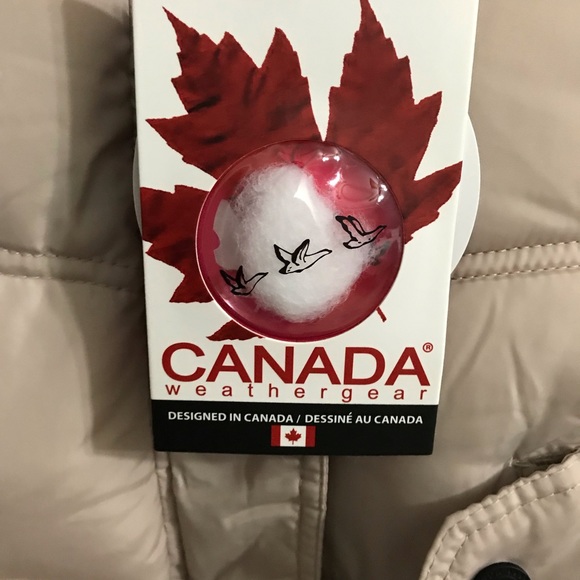 CANADA®
weathergear
DESIGNED IN CANADA / DESSINÉ AU CANADA